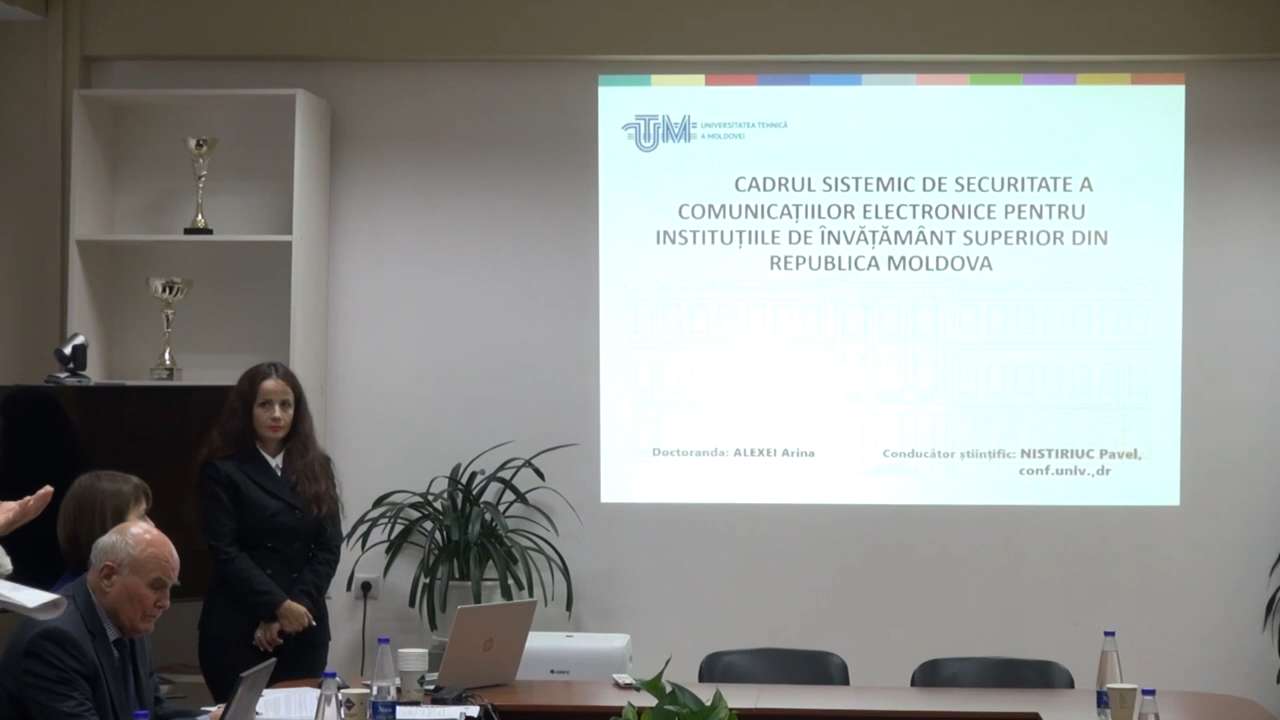 UTM
UNIVERSITATEA TEHNICĂ
A MOLDOVEI
CADRUL SISTEMIC DE SECURITATE A
COMUNICAȚIILOR ELECTRONICE PENTRU
INSTITUȚIILE DE ÎNVĂȚĂMÂNT SUPERIOR DIN
REPUBLICA MOLDOVA
Doctoranda: ALEXEI Arina
Conducător științific: NISTIRIUC Pavel,
conf.univ.,dr